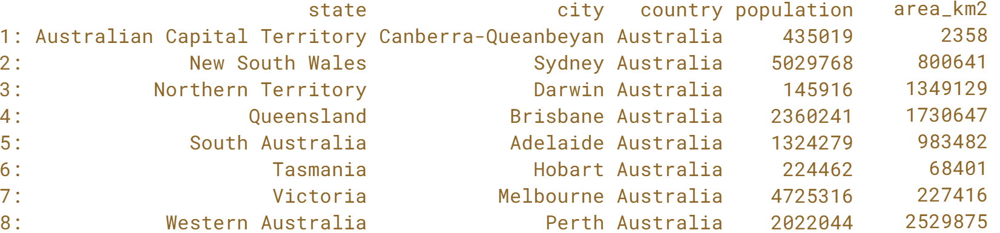 state city country population area_km2
1: Australian Capital Territory Canberra-Queanbeyan Australia 435019 2358
2: New South Wales Sydney Australia 5029768 800641
3: Northern Territory Darwin Australia 145916 1349129
4: Queensland Brisbane Australia 2360241 1730647
5: South Australia Adelaide Australia 1324279 983482
6: Tasmania Hobart Australia 224462 68401
7: Victoria Melbourne Australia 4725316 227416
8: Western Australia Perth Australia 2022044 2529875